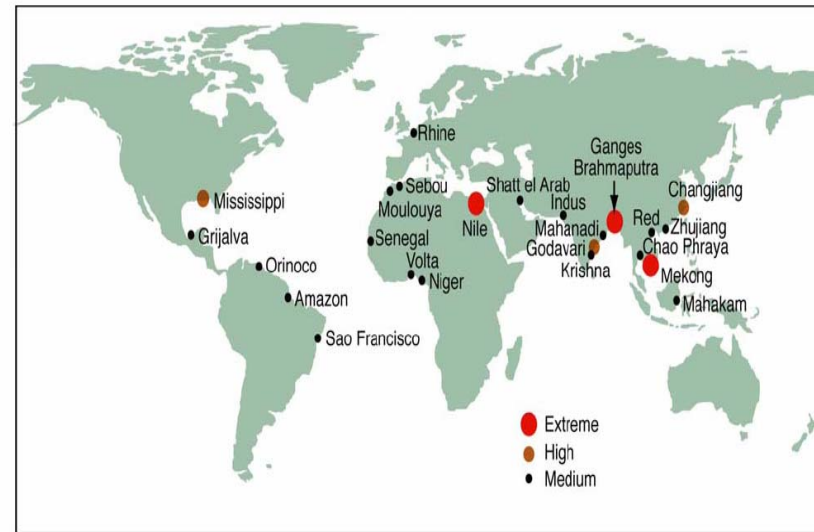 Rhine
Ganges
Brahmaputra
Sebou
Shatt el Arab
Changjiang
Mississippi
Moulouya
Indus
Nile
Mahanadi
Red
Zhujiang
Grijalva
Senegal
Godavari
Chao Phraya
Orinoco
Volta
Krishna
Niger
Mekong
Amazon
Mahakam
Sao Francisco
Extreme
High
Medium